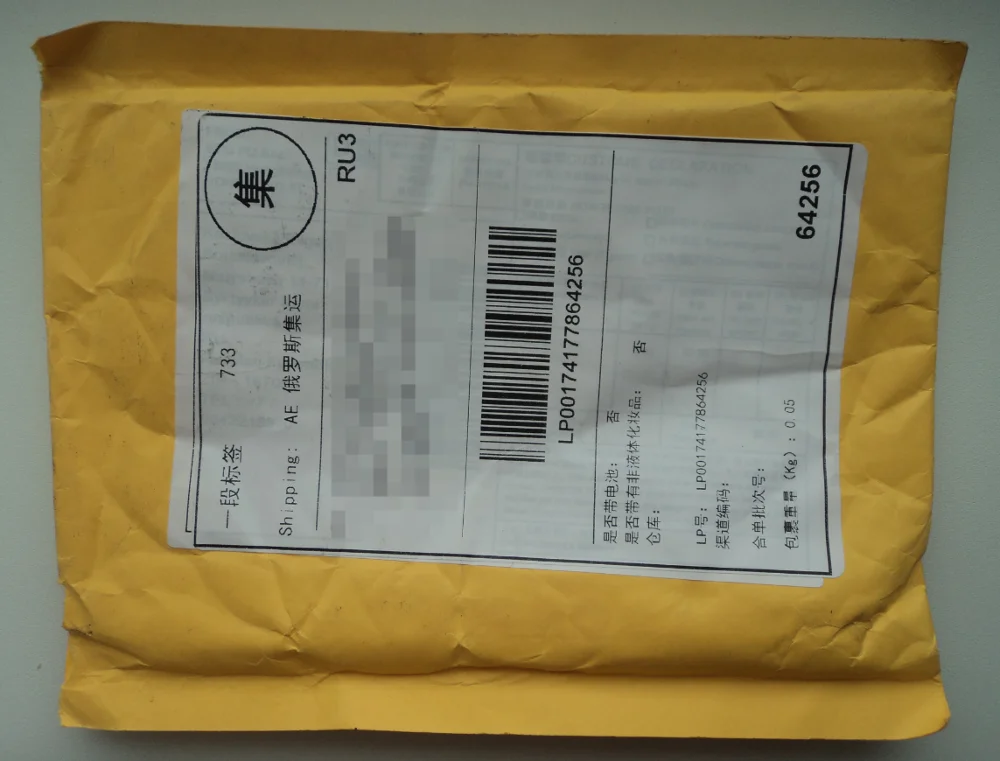 集
一段标签 733
Shipping: AE 俄罗斯集运
RU3
LP00174177864256
是否带电池: 否
是否带有非液体化妆品: 否
仓库:
LP号: LP00174177864256
渠道编码:
合单批次号:
包裹重量 (Kg) : 0.05
64256